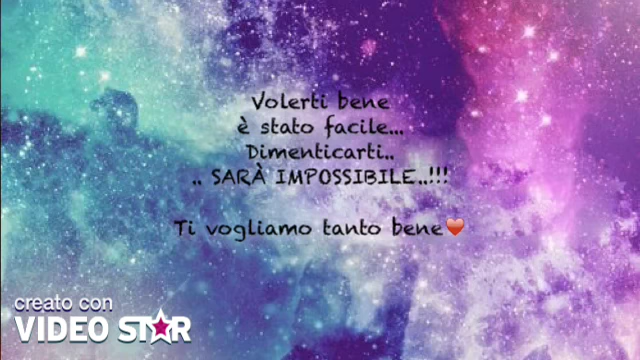 Volerti bene
è stato facile...
Dimenticarti..
.. SARÀ IMPOSSIBILE..!!!
Ti vogliamo tanto bene❤️
creato con
VIDEO STAR